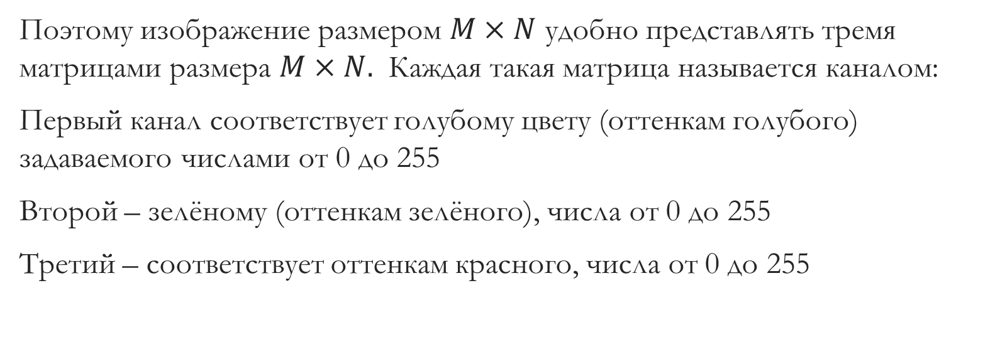 Поэтому изображение размером M × N удобно представлять тремя
матрицами размера M × N. Каждая такая матрица называется каналом:
Первый канал соответствует голубому цвету (оттенкам голубого)
задаваемого числами от 0 до 255
Второй – зелёному (оттенкам зелёного), числа от 0 до 255
Третий – соответствует оттенкам красного, числа от 0 до 255